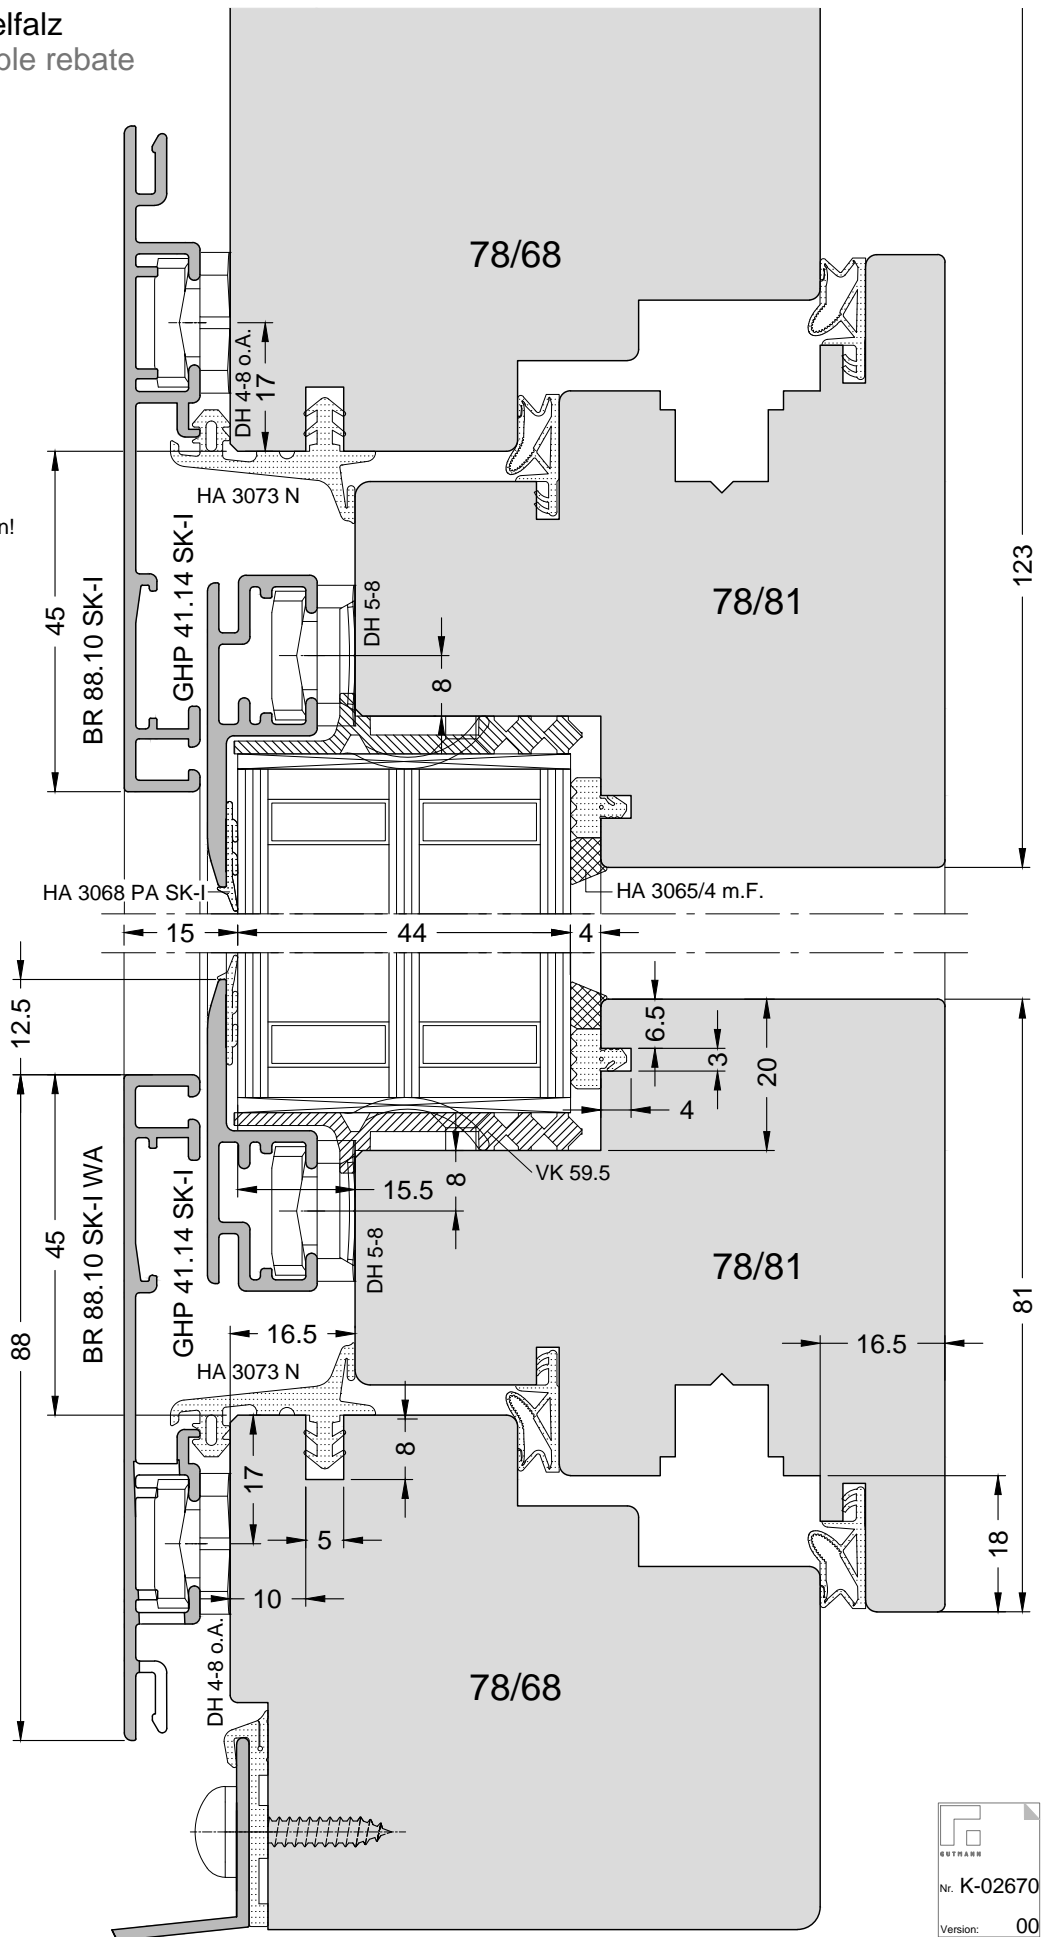 elfalz
ole rebate
78/68
DH 4-8 o.A.
17
HA 3073 N
n!
45
BR 88.10 SK-I
GHP 41.14 SK-I
DH 5-8
8
78/81
123
HA 3068 PA SK-I
HA 3065/4 m.F.
15
44
4
12.5
6.5
3
20
4
VK 59.5
15.5
8
DH 5-8
45
88
BR 88.10 SK-I WA
GHP 41.14 SK-I
78/81
81
16.5
16.5
HA 3073 N
17
8
5
10
18
DH 4-8 o.A.
78/68
GUTMANN
Nr. K-02670
Version: 00